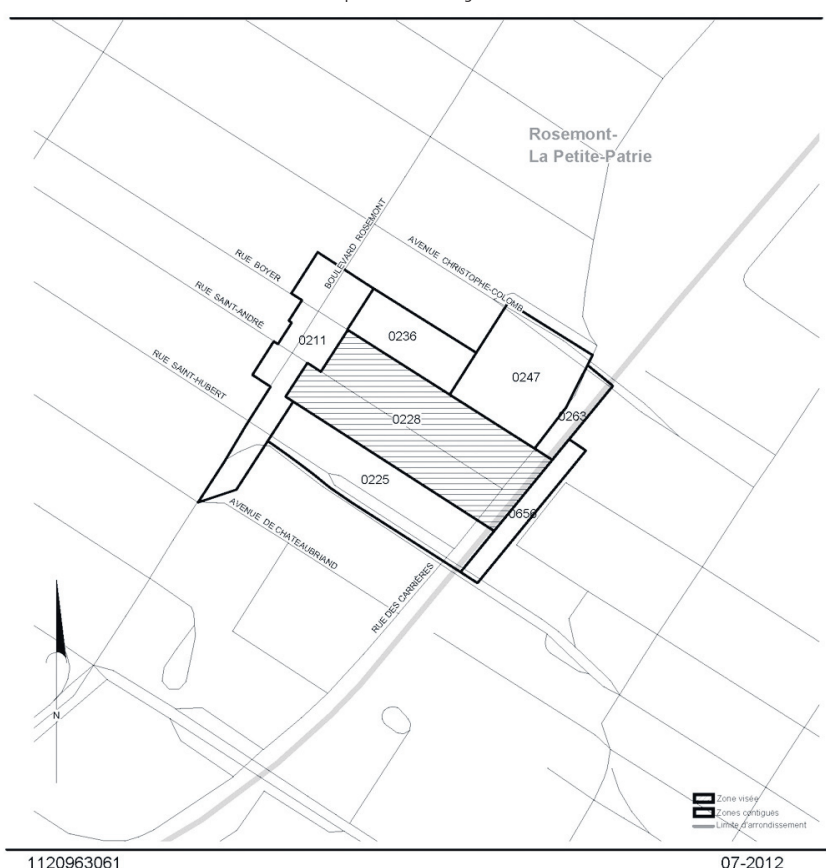 Rosemont-
La Petite-Patrie
BOULEVARD ROSEMONT
AVENUE CHRISTOPHE-COLOMB
RUE BOYER
RUE SAINT-ANDRÉ
RUE SAINT-HUBERT
0211
0236
0247
0263
0228
0225
0656
AVENUE DE CHATEAUBRIAND
RUE DES CARRIÈRES
N
Zone visée
Zones contiguës
Limite d'arrondissement
1120963061
07-2012